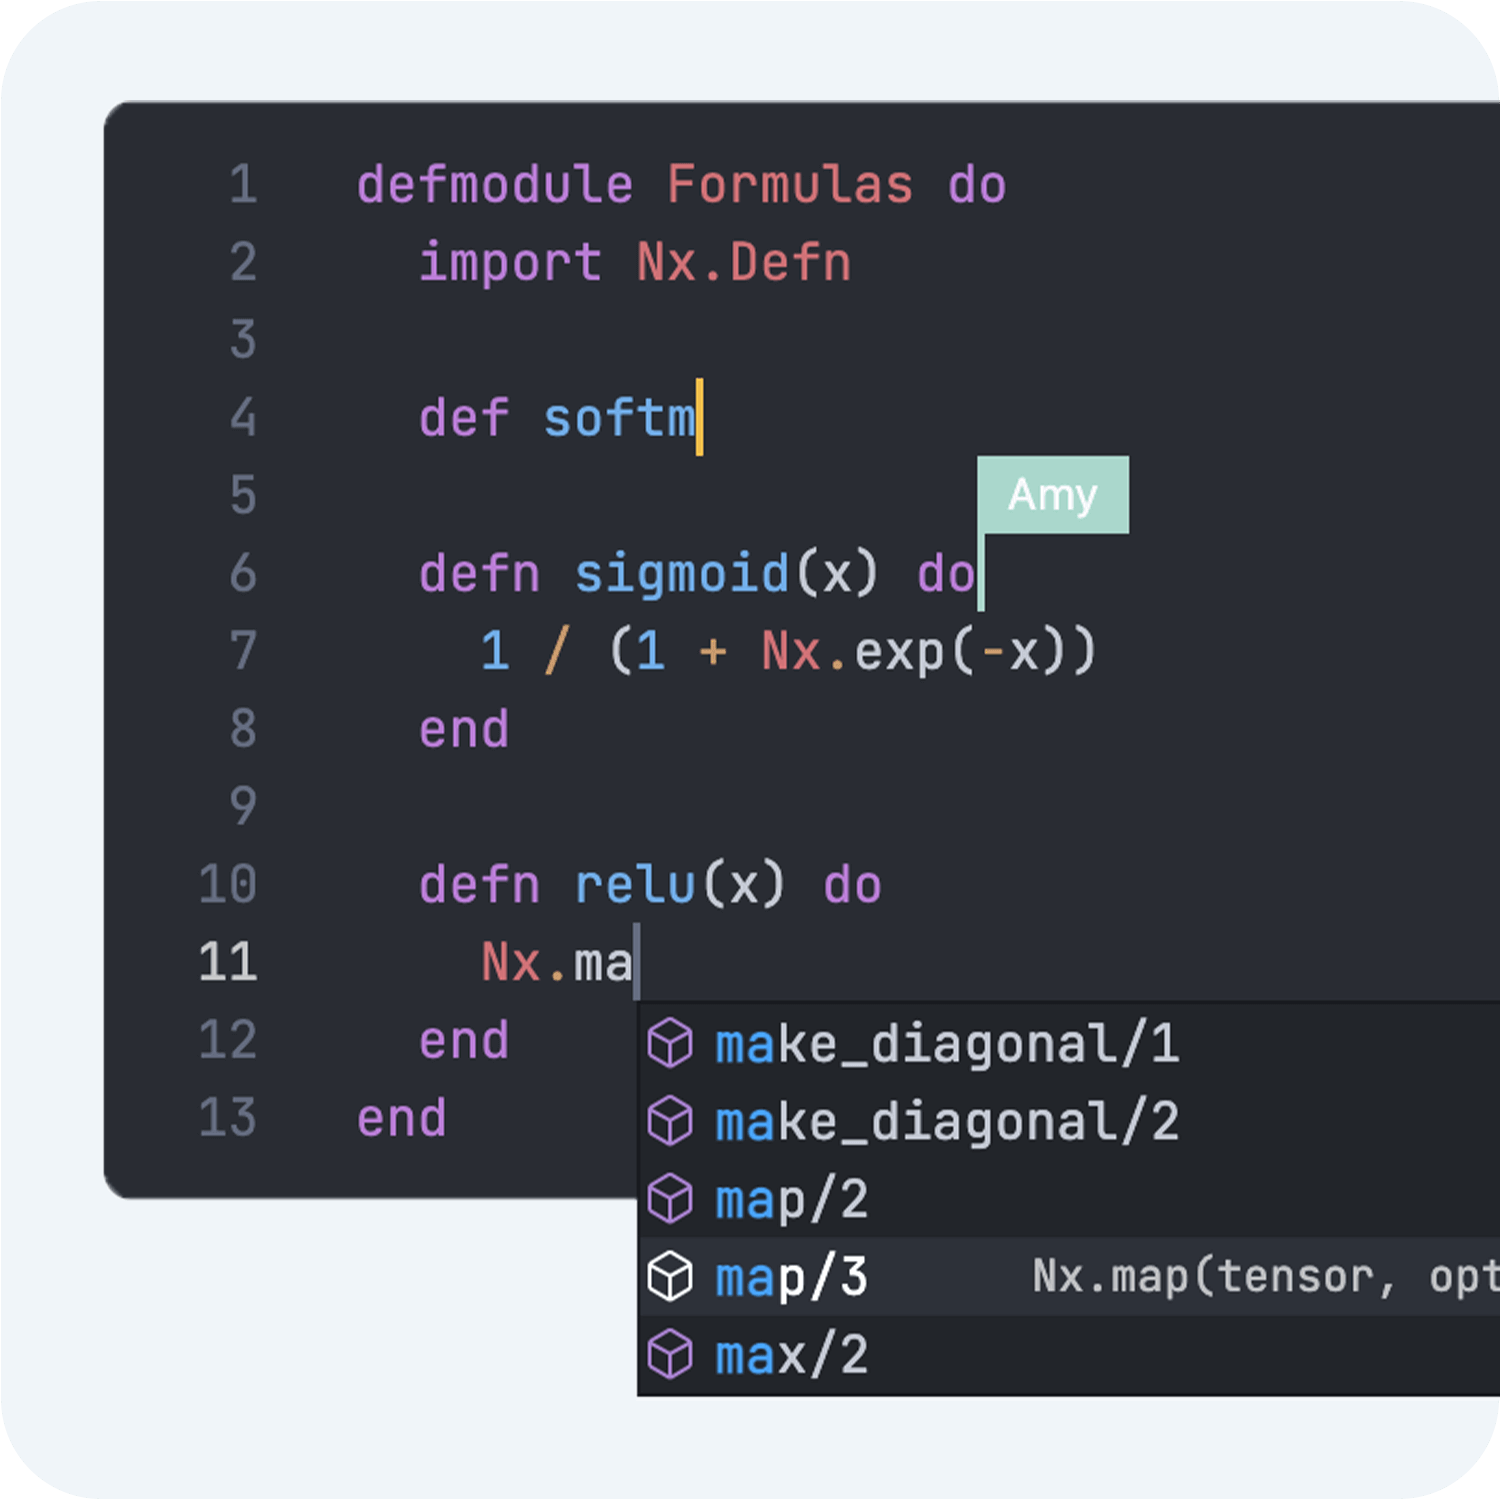 1 defmodule Formulas do
2 import Nx.Defn
3
4 def softm
5 Amy
6 defn sigmoid(x) do
7 1 / (1 + Nx.exp(-x))
8 end
9
10 defn relu(x) do
11 Nx.ma
12 end
13 end
make_diagonal/1
make_diagonal/2
map/2
map/3 Nx.map(tensor, opt
max/2